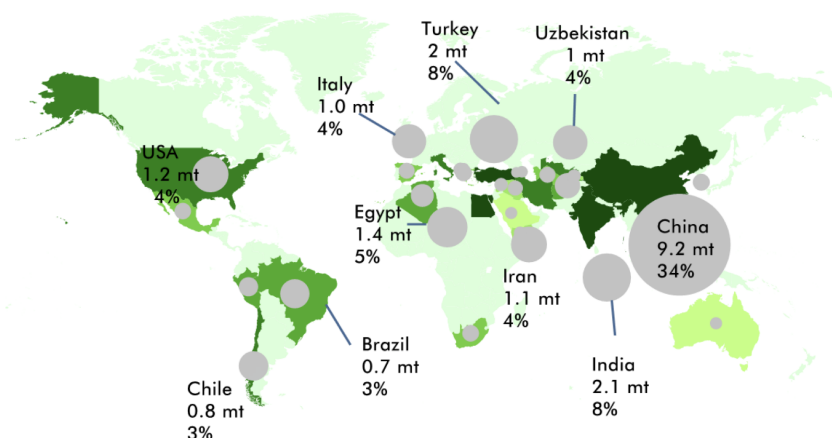 Turkey
2 mt
8%
Uzbekistan
1 mt
4%
Italy
1.0 mt
4%
USA
1.2 mt
4%
Egypt
1.4 mt
5%
China
9.2 mt
34%
Iran
1.1 mt
4%
Brazil
0.7 mt
3%
India
2.1 mt
8%
Chile
0.8 mt
3%